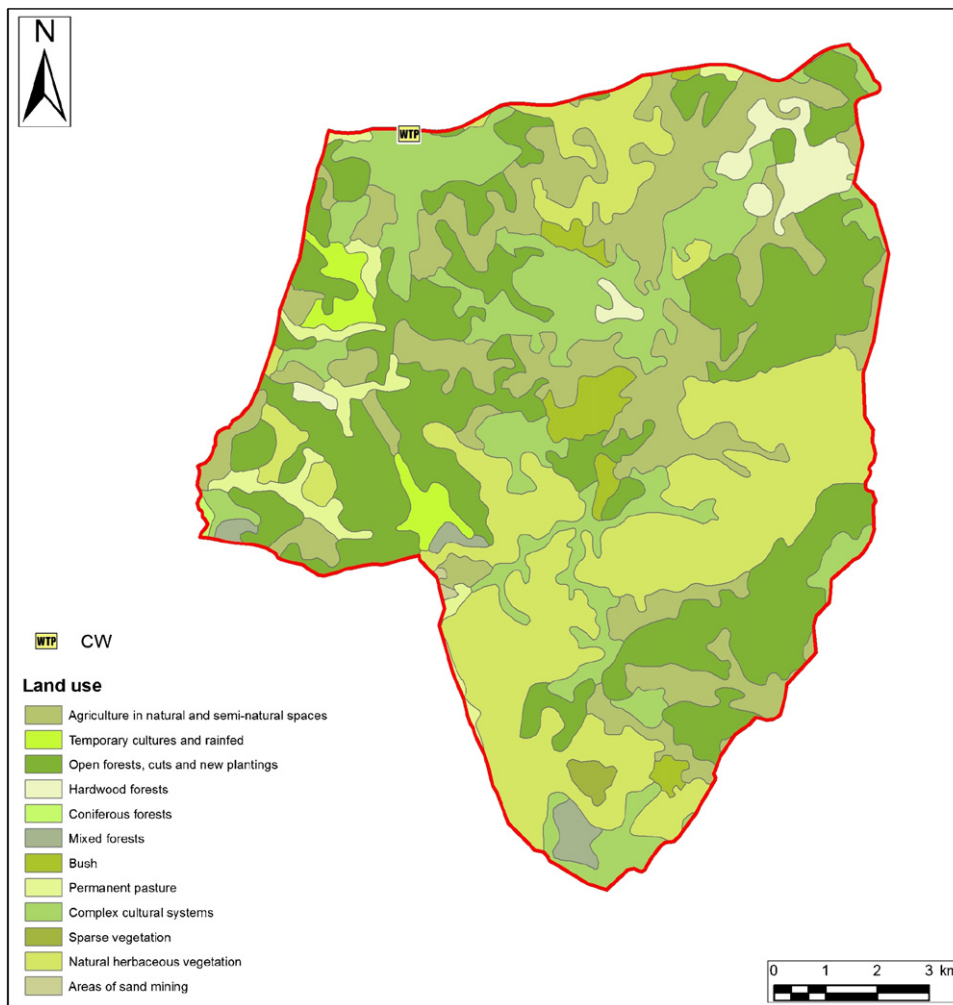 N
WTP
WTP CW
Land use
Agriculture in natural and semi-natural spaces
Temporary cultures and rainfed
Open forests, cuts and new plantings
Hardwood forests
Coniferous forests
Mixed forests
Bush
Permanent pasture
Complex cultural systems
Sparse vegetation
Natural herbaceous vegetation
Areas of sand mining
0 1 2 3 km